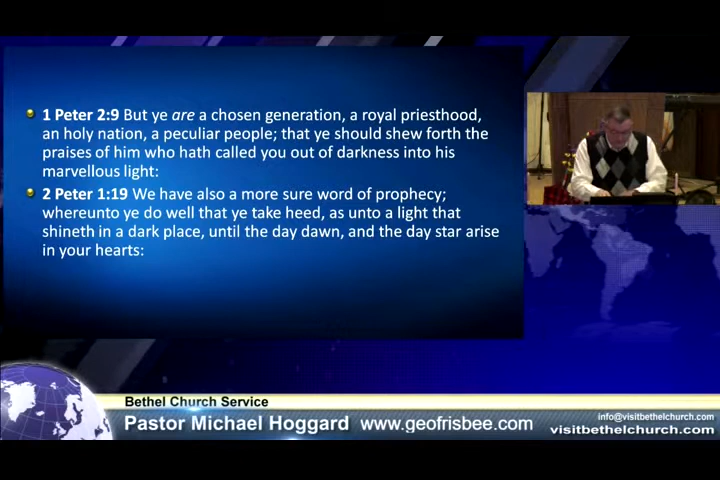 1 Peter 2:9 But ye are a chosen generation, a royal priesthood,
an holy nation, a peculiar people; that ye should shew forth the
praises of him who hath called you out of darkness into his
marvellous light:
2 Peter 1:19 We have also a more sure word of prophecy;
whereunto ye do well that ye take heed, as unto a light that
shineth in a dark place, until the day dawn, and the day star arise
in your hearts:
Bethel Church Service
Pastor Michael Hoggard www.geofrisbee.com
info@visitbethelchurch.com
visitbethelchurch.com